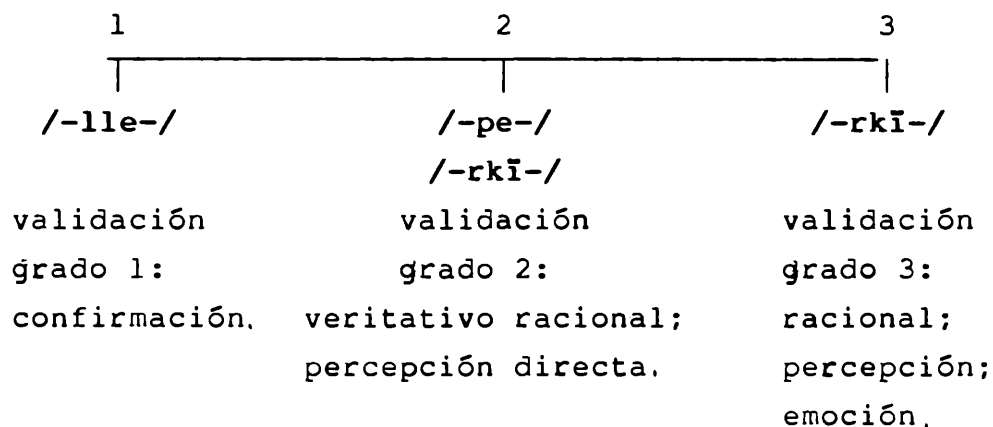 1 2 3
/-lle-/ /-pe-/ /-rkī-/
/-rkī-/
validación validación validación
grado 1: grado 2: grado 3:
confirmación. veritativo racional; racional;
percepción directa. percepción;
emoción.